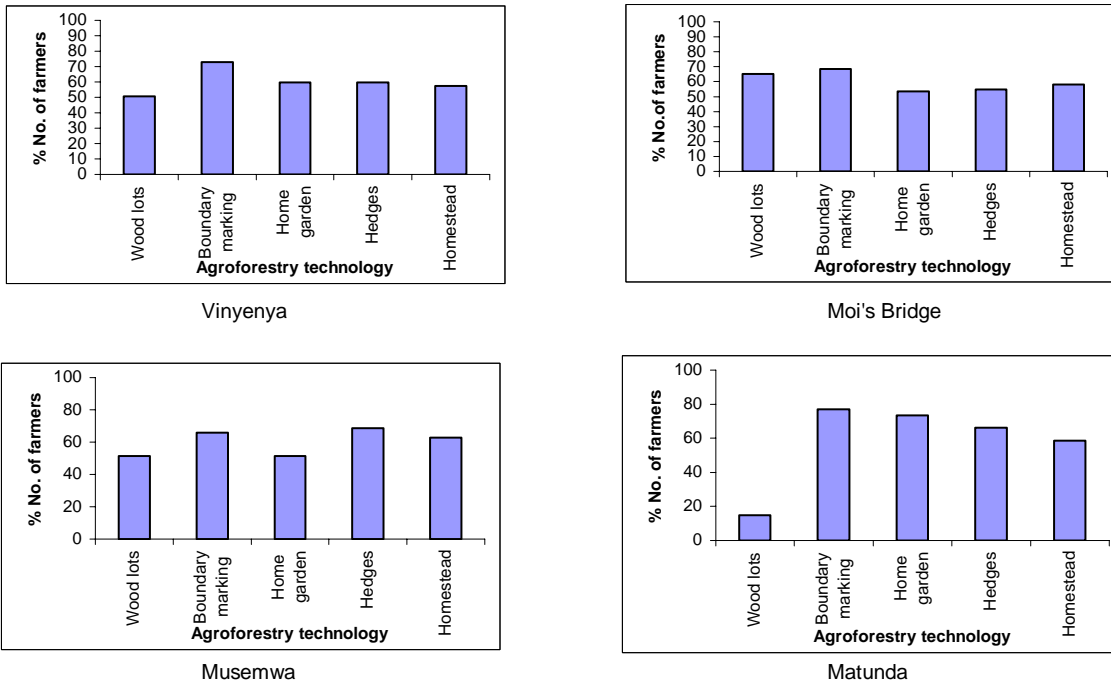 % No. of farmers
100
90
80
70
60
50
40
30
20
10
0
Wood lots
Boundary
marking
Home
garden
Hedges
Homestead
Agroforestry technology
Vinyenya
% No.of farmers
100
90
80
70
60
50
40
30
20
10
0
Wood lots
Boundary
marking
Home
garden
Hedges
Homestead
Agroforestry technology
Moi's Bridge
% No. of farmers
100
80
60
40
20
0
Wood lots
Boundary
marking
Home
garden
Hedges
Homestead
Agroforestry technology
Musemwa
% No. of farmers
100
80
60
40
20
0
Wood lots
Boundary
marking
Home
garden
Hedges
Homestead
Agroforestry technology
Matunda